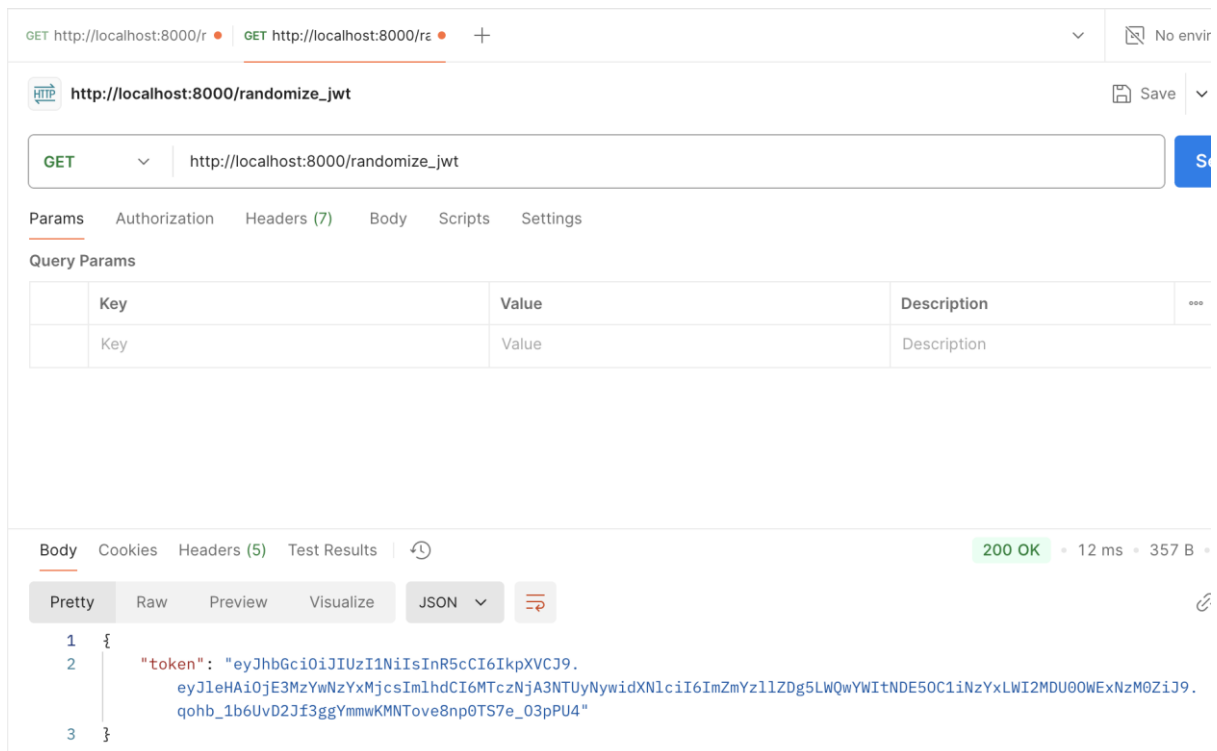 GET http://localhost:8000/r GET http://localhost:8000/ra +
No envir
HTTP http://localhost:8000/randomize_jwt Save
GET http://localhost:8000/randomize_jwt
Params Authorization Headers (7) Body Scripts Settings
Query Params
Key Value Description
Key Value Description
Body Cookies Headers (5) Test Results 200 OK 12 ms 357 B
Pretty Raw Preview Visualize JSON
1 {
2 "token": "eyJhbGciOiJIUzI1NiIsInR5cCI6IkpXVCJ9.
eyJleHAiOjE3MzYwNzYxMjcsImlhdCI6MTczNjA3NTUyNywidXNlciI6ImZmYzllZDg5LWQwYWItNDE5OC1iNzYxLWI2MDU0OWExNzM0ZiJ9.
qohb_1b6UvD2Jf3ggYmmwKMNTove8np0TS7e_O3pPU4"
3 }